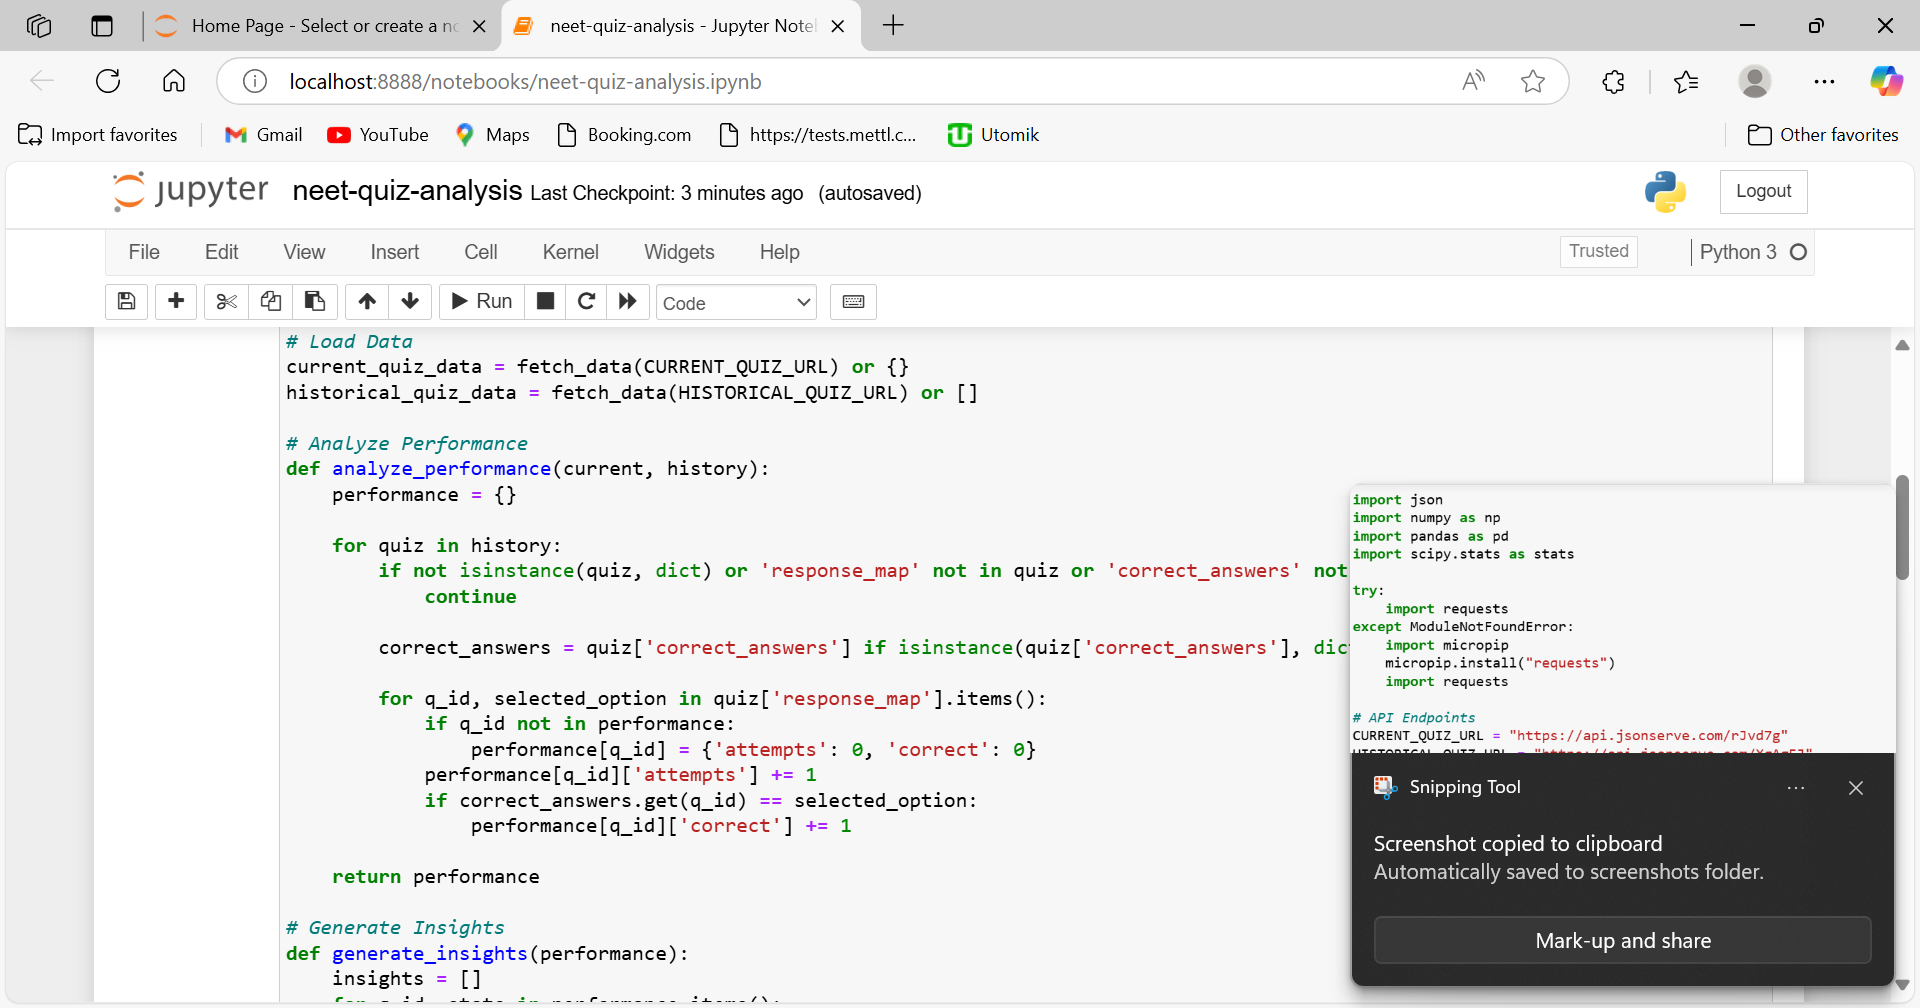 Home Page - Select or create a no
neet-quiz-analysis - Jupyter Note
localhost:8888/notebooks/neet-quiz-analysis.ipynb
Import favorites
Gmail
YouTube
Maps
Booking.com
https://tests.mettl.c...
Utomik
Other favorites
jupyter neet-quiz-analysis Last Checkpoint: 3 minutes ago (autosaved)
Logout
File Edit View Insert Cell Kernel Widgets Help
Trusted
Python 3
Run
Code
# Load Data
current_quiz_data = fetch_data(CURRENT_QUIZ_URL) or {}
historical_quiz_data = fetch_data(HISTORICAL_QUIZ_URL) or []
# Analyze Performance
def analyze_performance(current, history):
    performance = {}
    for quiz in history:
        if not isinstance(quiz, dict) or 'response_map' not in quiz or 'correct_answers' not
            continue
        correct_answers = quiz['correct_answers'] if isinstance(quiz['correct_answers'], dic
        for q_id, selected_option in quiz['response_map'].items():
            if q_id not in performance:
                performance[q_id] = {'attempts': 0, 'correct': 0}
            performance[q_id]['attempts'] += 1
            if correct_answers.get(q_id) == selected_option:
                performance[q_id]['correct'] += 1
    return performance
# Generate Insights
def generate_insights(performance):
    insights = []
import json
import numpy as np
import pandas as pd
import scipy.stats as stats
try:
    import requests
except ModuleNotFoundError:
    import micropip
    micropip.install("requests")
    import requests
# API Endpoints
CURRENT_QUIZ_URL = "https://api.jsonserve.com/rJvd7g"
Snipping Tool
Screenshot copied to clipboard
Automatically saved to screenshots folder.
Mark-up and share